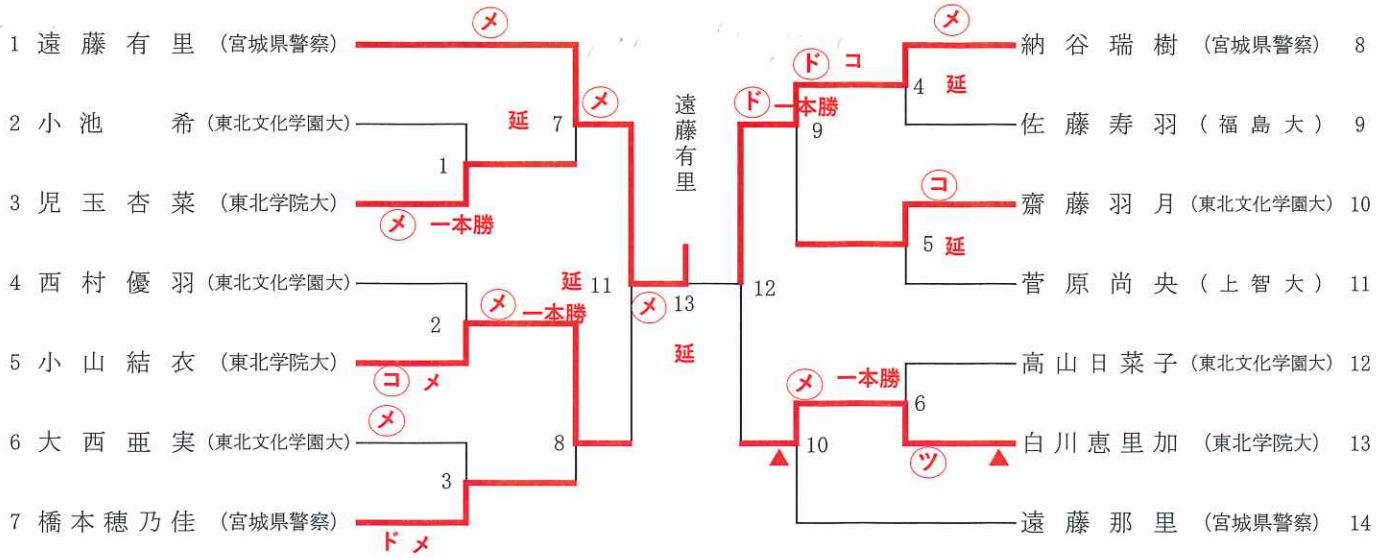 メ
メ
1 遠藤有里 (宮城県警察)
納谷瑞樹 (宮城県警察) 8
ド コ
4 延
メ
遠藤有里
ド 一本勝
延 7
9
2 小池 希 (東北文化学園大)
佐藤寿羽 (福島大) 9
1
コ
3 児玉杏菜 (東北学院大)
齋藤羽月 (東北文化学園大) 10
メ 一本勝
5 延
4 西村優羽 (東北文化学園大)
延 11
メ
13
12
菅原尚央 (上智大) 11
メ 一本勝
2
延
5 小山結衣 (東北学院大)
高山日菜子 (東北文化学園大) 12
コ メ
メ 一本勝
6
メ
6 大西亜実 (東北文化学園大)
8
10
白川恵里加 (東北学院大) 13
▲
ツ
▲
3
7 橋本穂乃佳 (宮城県警察)
遠藤那里 (宮城県警察) 14
ド メ